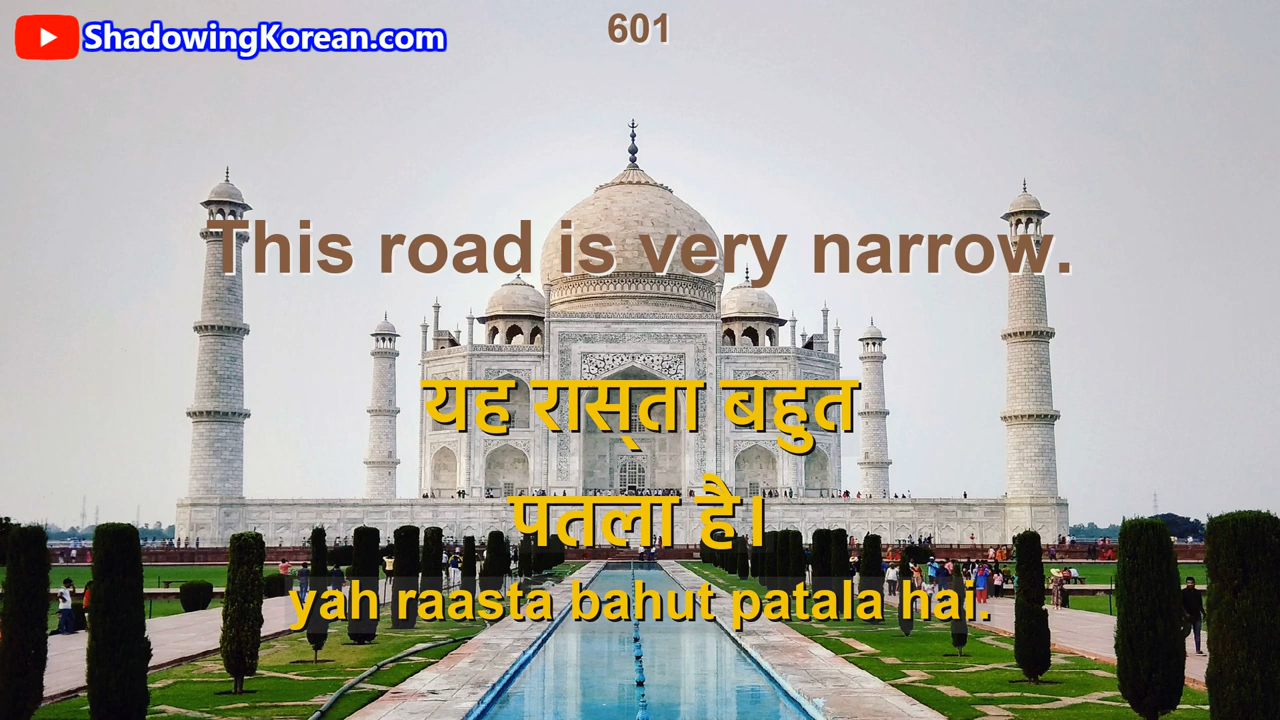 ShadowingKorean.com
601
This road is very narrow.
यह रास्ता बहुत
पतला है।
yah raasta bahut patala hai.